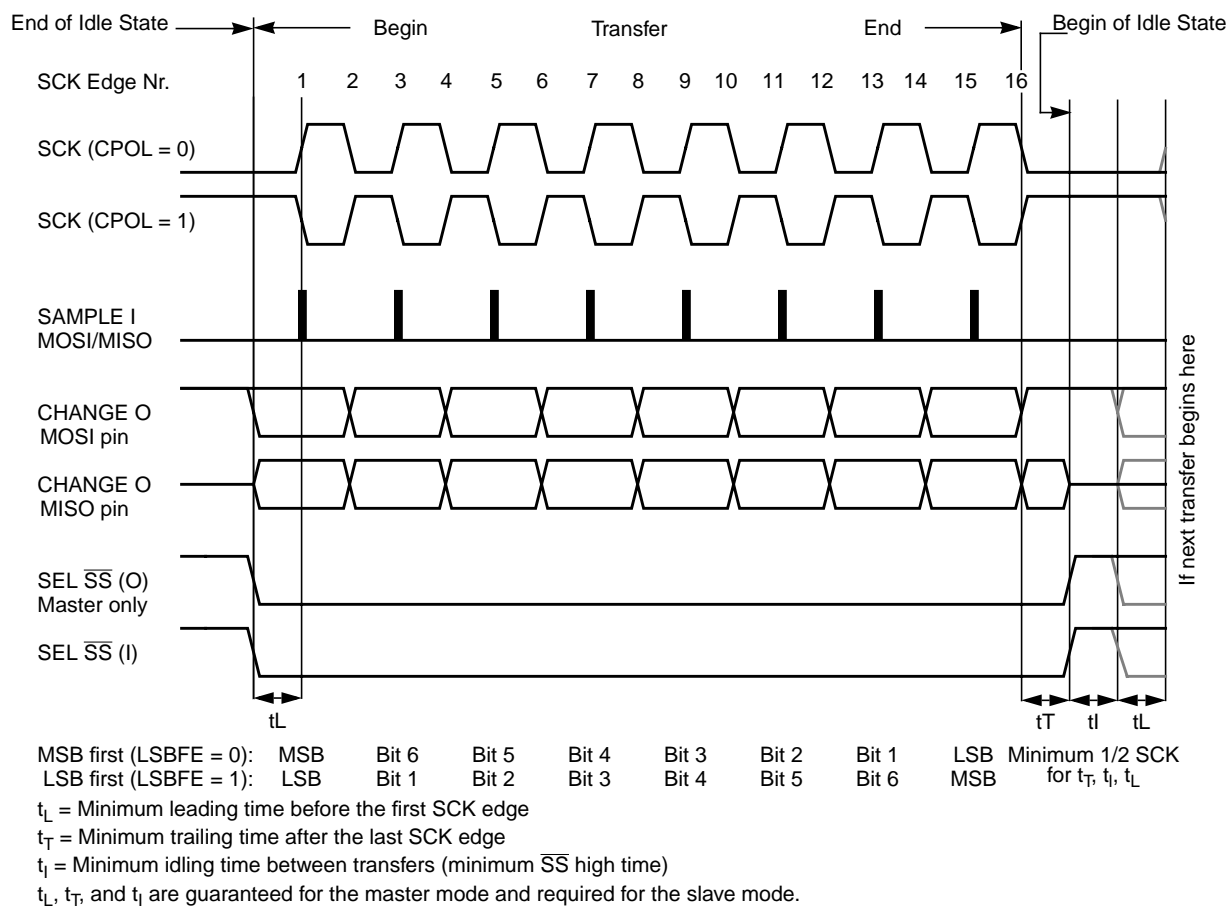 End of Idle State
Begin
Transfer
End
Begin of Idle State
SCK Edge Nr.
1 2 3 4 5 6 7 8 9 10 11 12 13 14 15 16
SCK (CPOL = 0)
SCK (CPOL = 1)
SAMPLE I
MOSI/MISO
CHANGE O
MOSI pin
CHANGE O
MISO pin
SEL SS (O)
Master only
SEL SS (I)
If next transfer begins here
tL
tT tI tL
MSB first (LSBFE = 0): MSB Bit 6 Bit 5 Bit 4 Bit 3 Bit 2 Bit 1 LSB Minimum 1/2 SCK
LSB first (LSBFE = 1): LSB Bit 1 Bit 2 Bit 3 Bit 4 Bit 5 Bit 6 MSB for tT, tI, tL
tL = Minimum leading time before the first SCK edge
tT = Minimum trailing time after the last SCK edge
tI = Minimum idling time between transfers (minimum SS high time)
tL, tT, and tI are guaranteed for the master mode and required for the slave mode.